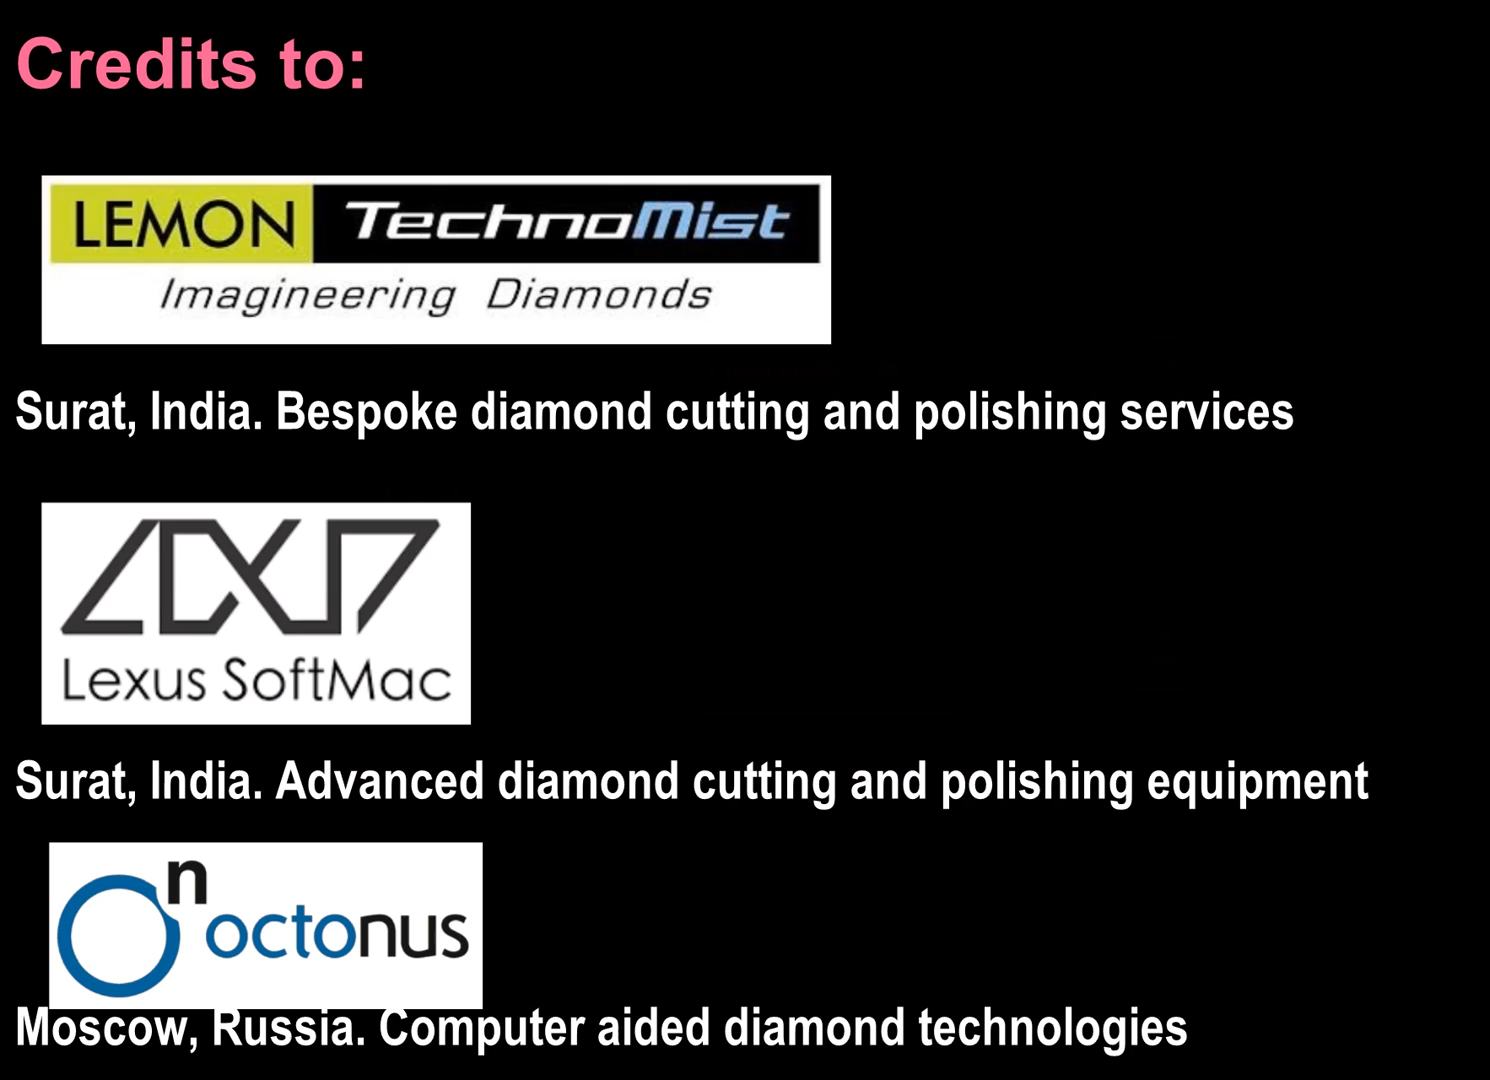 Credits to:
LEMON TechnoMist
Imagineering Diamonds
Surat, India. Bespoke diamond cutting and polishing services
Lexus SoftMac
Surat, India. Advanced diamond cutting and polishing equipment
On octonus
Moscow, Russia. Computer aided diamond technologies